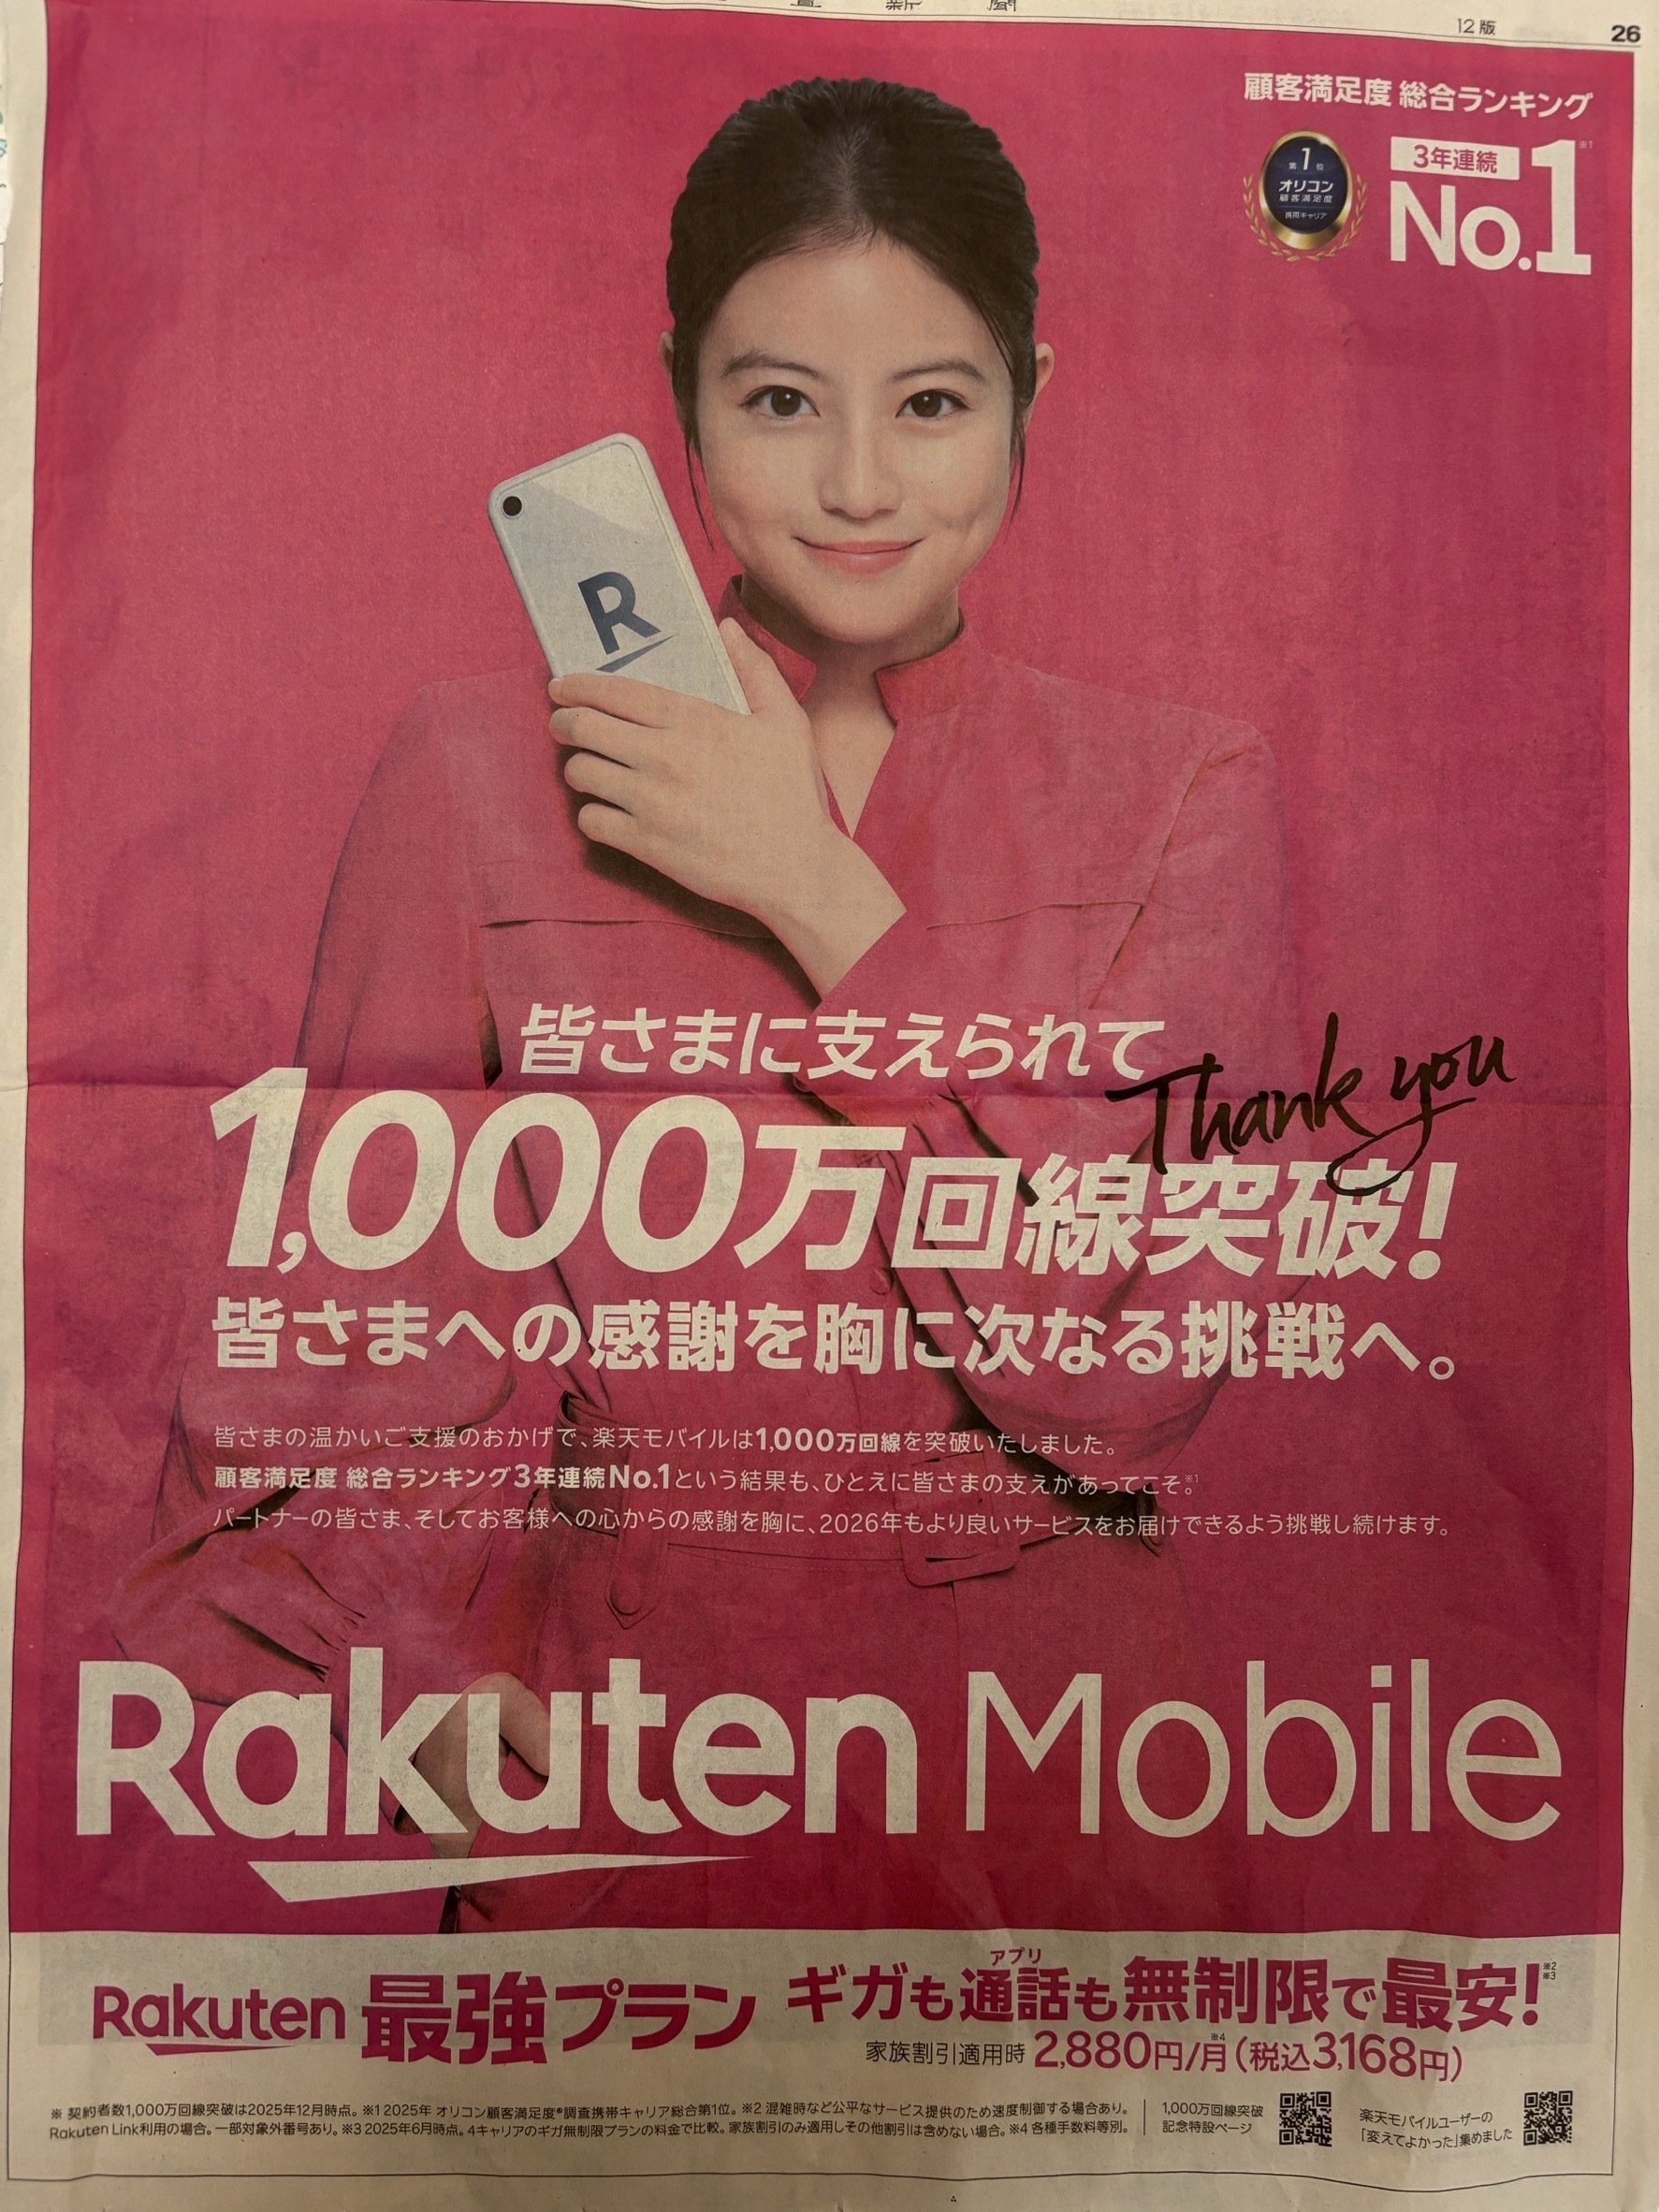 新聞
12版
26
顧客満足度 総合ランキング
第1位
オリコン
顧客満足度
携帯キャリア
3年連続
No.1※1
R
皆さまに支えられて
Thank you
1,000万回線突破!
皆さまへの感謝を胸に次なる挑戦へ。
皆さまの温かいご支援のおかげで、楽天モバイルは1,000万回線を突破いたしました。
顧客満足度 総合ランキング3年連続No.1という結果も、ひとえに皆さまの支えがあってこそ※1。
パートナーの皆さま、そしてお客様への心からの感謝を胸に、2026年もより良いサービスをお届けできるよう挑戦し続けます。
Rakuten Mobile
Rakuten 最強プラン
アプリ
ギガも通話も無制限で最安!※2 ※3
家族割引適用時 2,880円/月※4(税込3,168円)
※ 契約者数1,000万回線突破は2025年12月時点。※1 2025年 オリコン顧客満足度®調査携帯キャリア総合第1位。※2 混雑時など公平なサービス提供のため速度制御する場合あり。
Rakuten Link利用の場合。一部対象外番号あり。※3 2025年6月時点。4キャリアのギガ無制限プランの料金で比較。家族割引のみ適用しその他割引は含めない場合。※4 各種手数料等別。
1,000万回線突破
記念特設ページ
楽天モバイルユーザーの
「変えてよかった」集めました